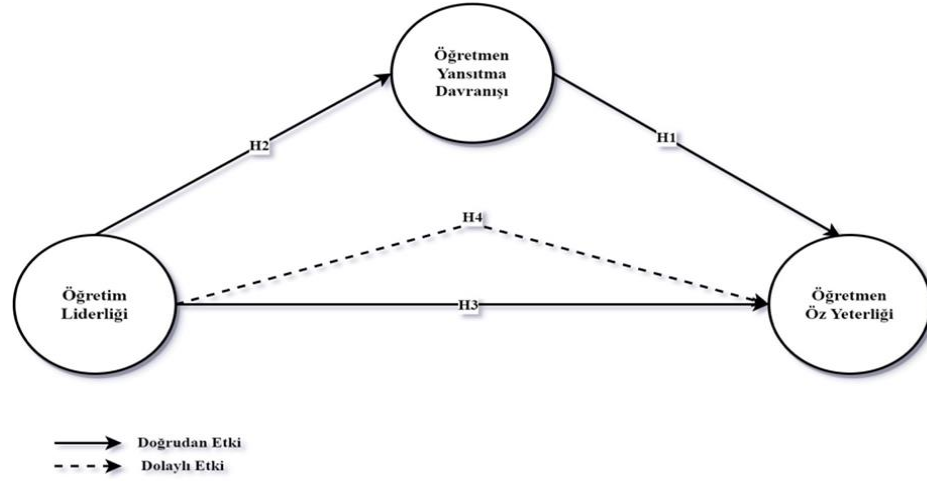 Öğretmen
Yansıtma
Davranışı
H2
H1
H4
Öğretim
Liderliği
H3
Öğretmen
Öz Yeterliği
Doğrudan Etki
Dolaylı Etki